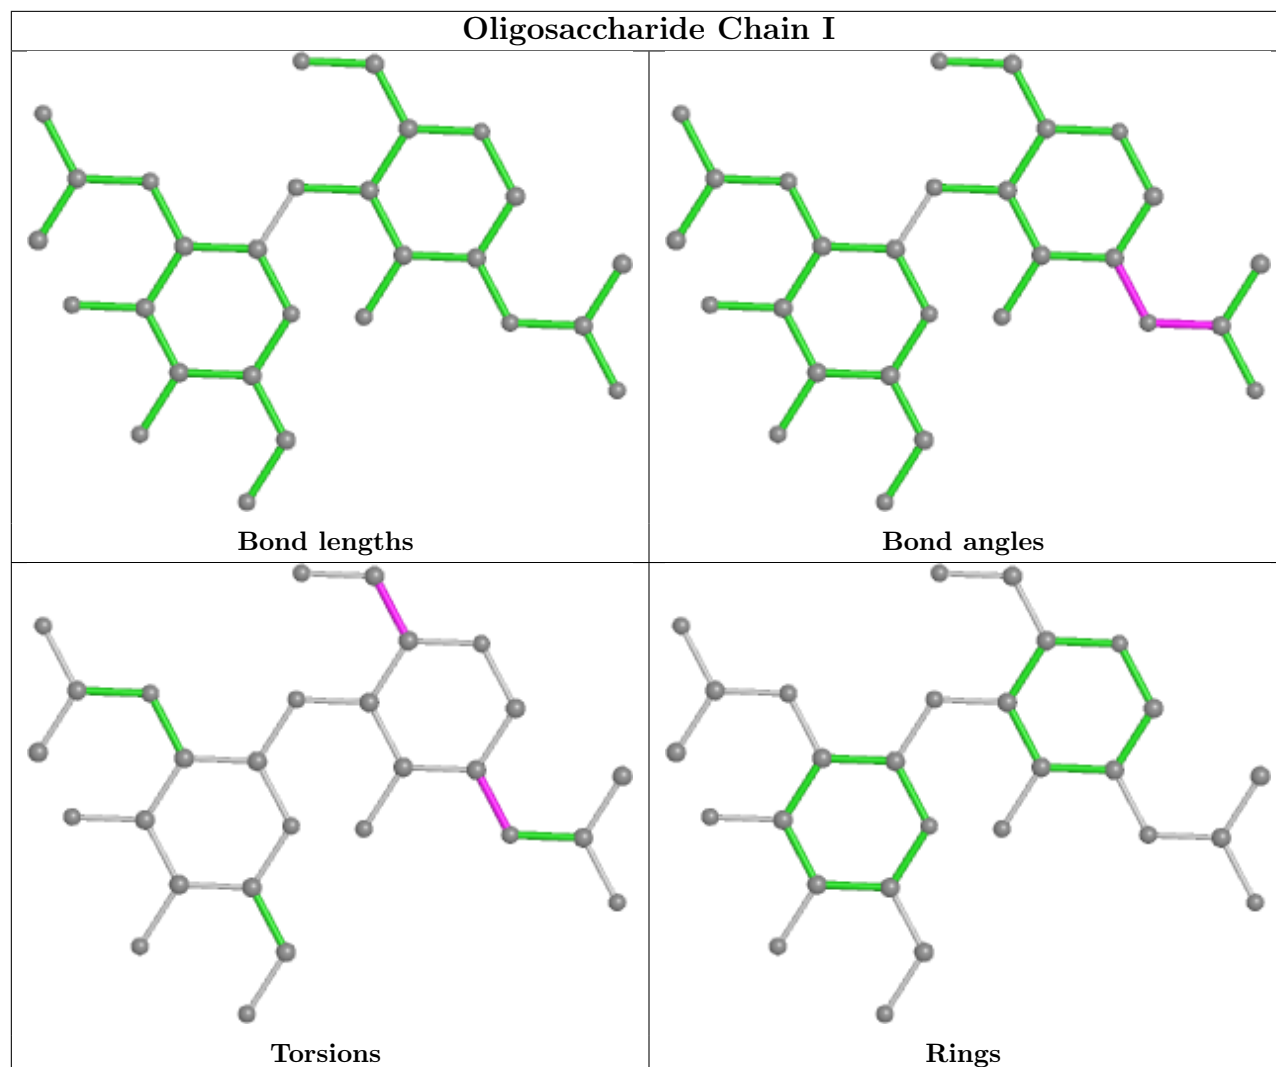 Oligosaccharide Chain I
Bond lengths
Bond angles
Torsions
Rings